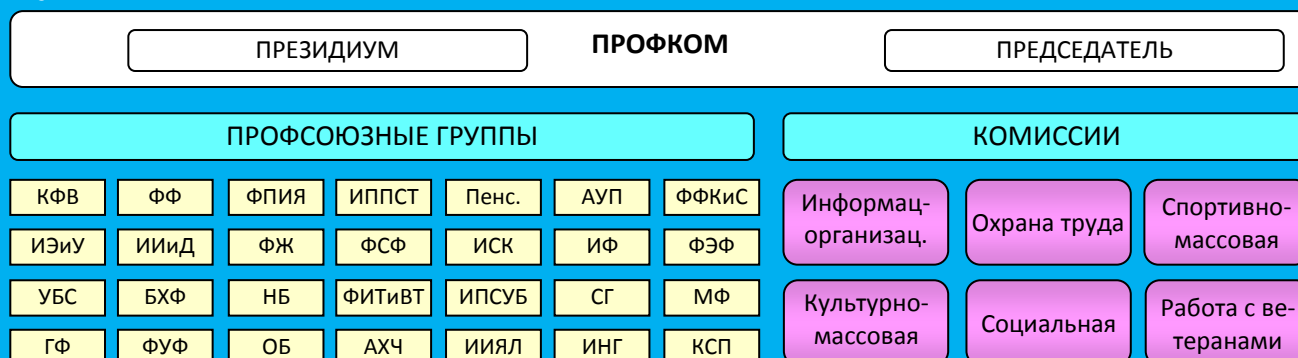 ПРЕЗИДИУМ ПРОФКОМ ПРЕДСЕДАТЕЛЬ
ПРОФСОЮЗНЫЕ ГРУППЫ
КФВ ФФ ФПИЯ ИППСТ Пенс. АУП ФФКиС
ИЭиУ ИИиД ФЖ ФСФ ИСК ИФ ФЭФ
УБС БХФ НБ ФИТиВТ ИПСУБ СГ МФ
ГФ ФУФ ОБ АХЧ ИИЯЛ ИНГ КСП
КОМИССИИ
Информац-
организац.
Охрана труда
Спортивно-
массовая
Культурно-
массовая
Социальная
Работа с ве-
теранами